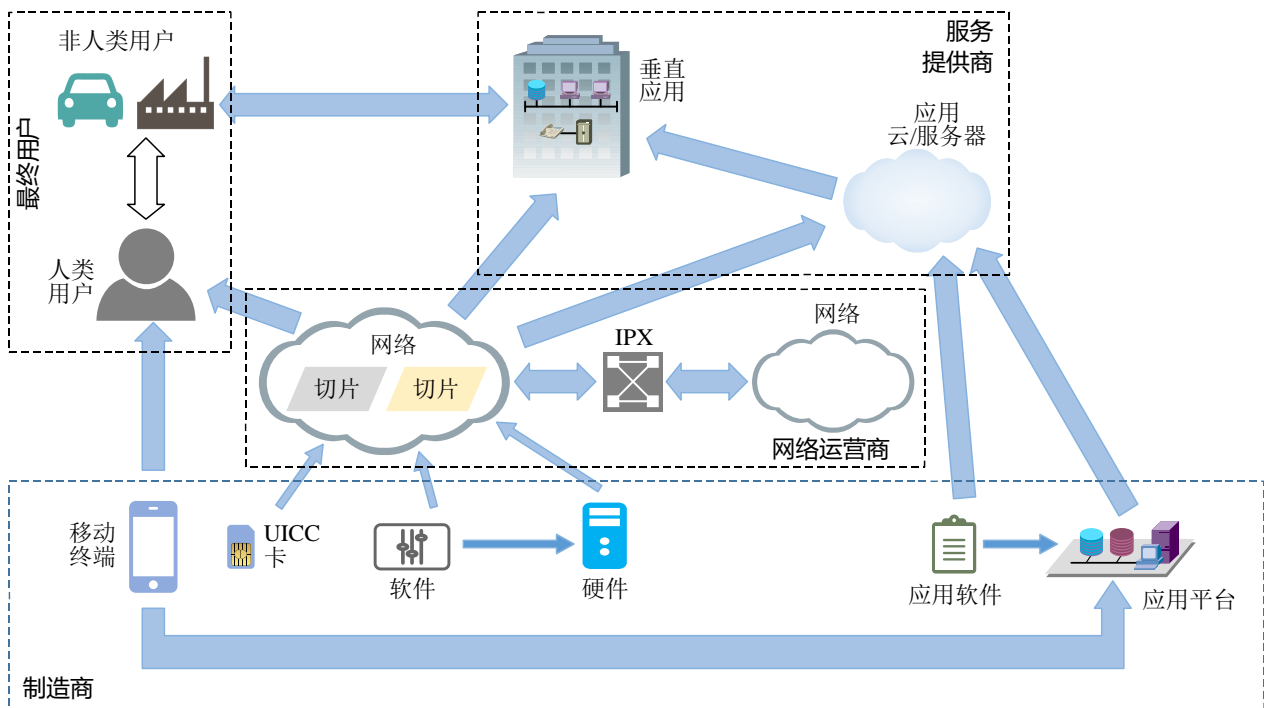 非人类用户
最终用户
人类
用户
服务
提供商
垂直
应用
应用
云/服务器
网络
切片
切片
IPX
网络
网络运营商
移动
终端
UICC
卡
软件
硬件
应用软件
应用平台
制造商